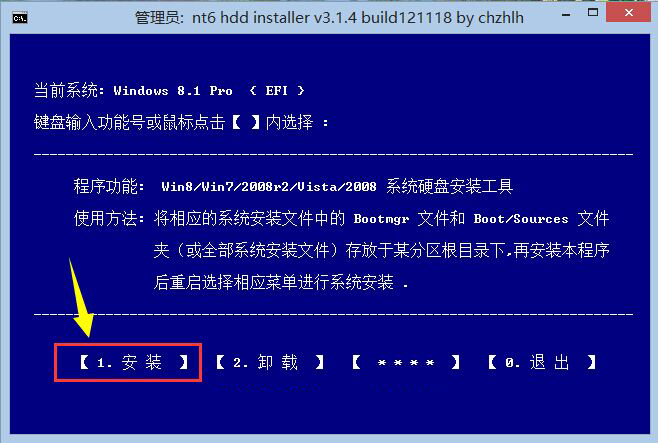 管理员: nt6 hdd installer v3.1.4 build121118 by chzhlh
当前系统: Windows 8.1 Pro ( EFI )
键盘输入功能号或鼠标点击【 】内选择 :
程序功能: Win8/Win7/2008r2/Vista/2008 系统硬盘安装工具
使用方法: 将相应的系统安装文件中的 Bootmgr 文件和 Boot/Sources 文件
夹(或全部系统安装文件)存放于某分区根目录下,再安装本程序
后重启选择相应菜单进行系统安装 .
【 1. 安 装 】 【 2. 卸 载 】 【 * * * * 】 【 0. 退 出 】